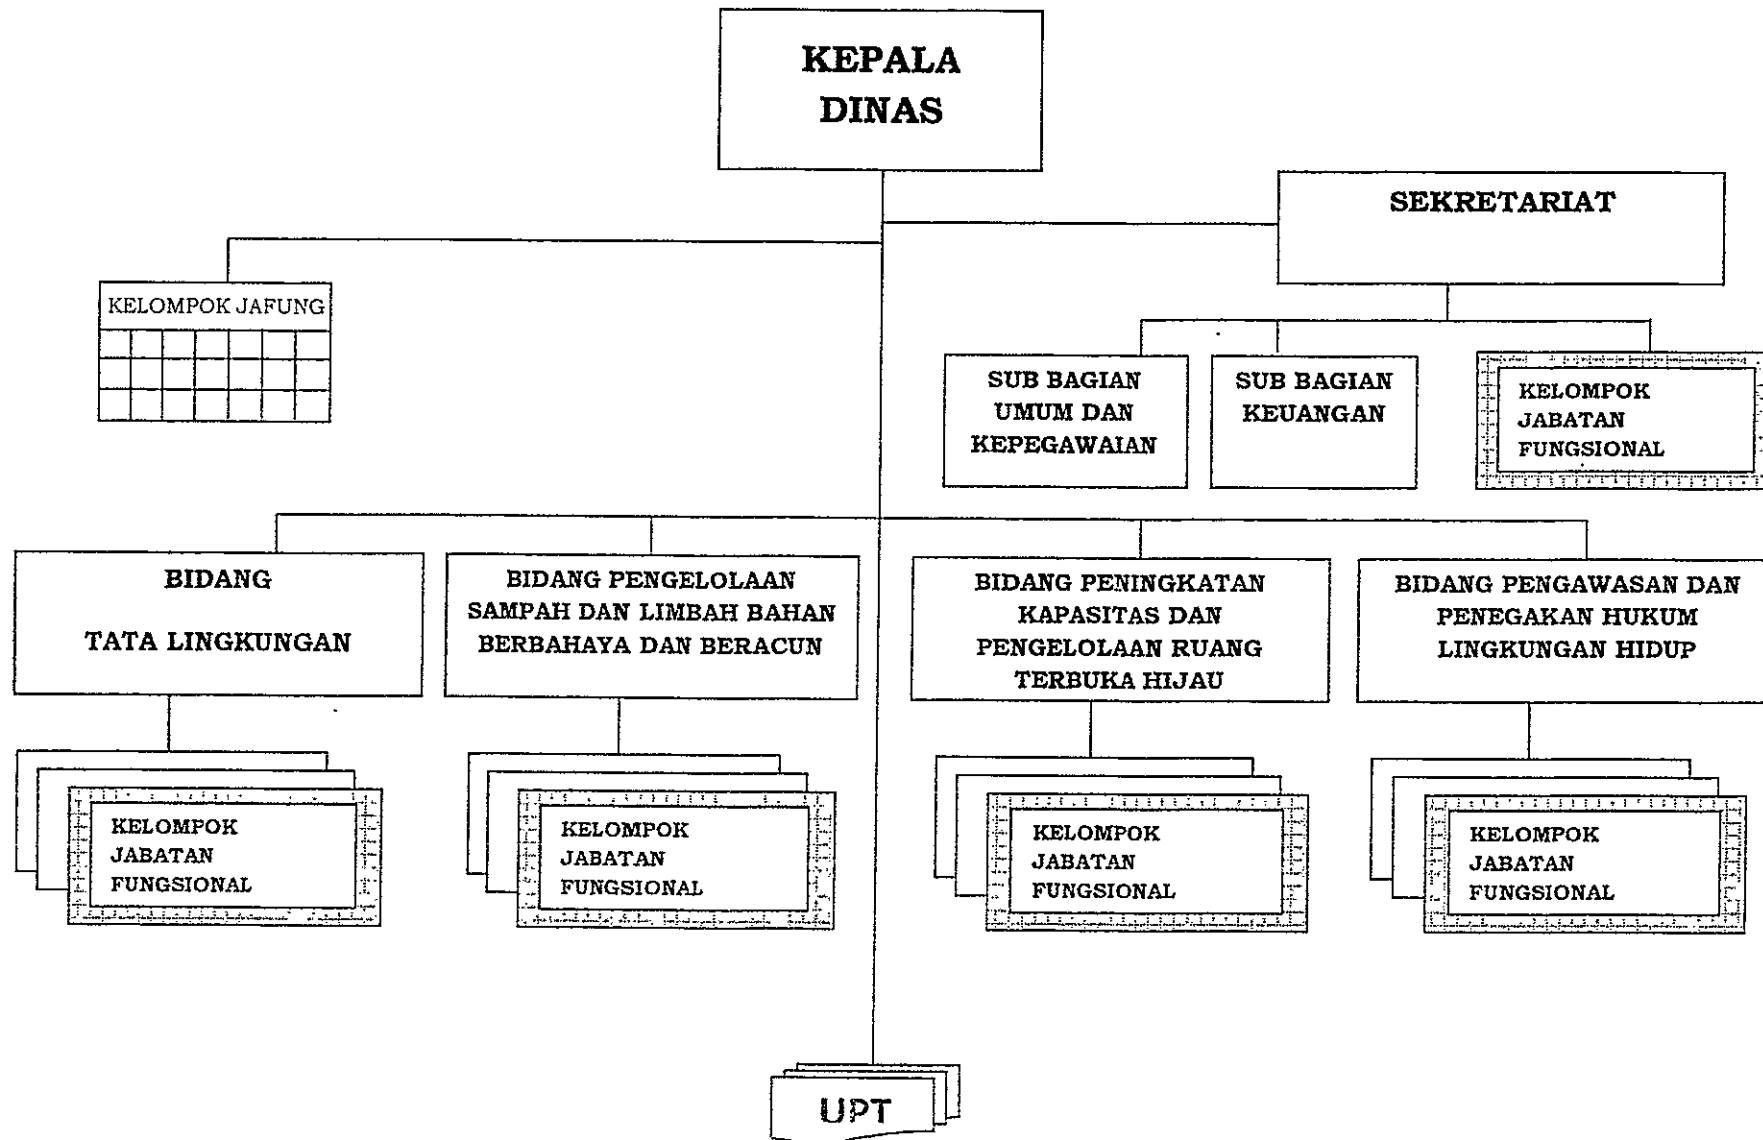 KEPALA
DINAS
SEKRETARIAT
KELOMPOK JAFUNG
SUB BAGIAN
UMUM DAN
KEPEGAWAIAN
SUB BAGIAN
KEUANGAN
KELOMPOK
JABATAN
FUNGSIONAL
BIDANG
TATA LINGKUNGAN
BIDANG PENGELOLAAN
SAMPAH DAN LIMBAH BAHAN
BERBAHAYA DAN BERACUN
BIDANG PENINGKATAN
KAPASITAS DAN
PENGELOLAAN RUANG
TERBUKA HIJAU
BIDANG PENGAWASAN DAN
PENEGAKAN HUKUM
LINGKUNGAN HIDUP
KELOMPOK
JABATAN
FUNGSIONAL
KELOMPOK
JABATAN
FUNGSIONAL
KELOMPOK
JABATAN
FUNGSIONAL
KELOMPOK
JABATAN
FUNGSIONAL
UPT